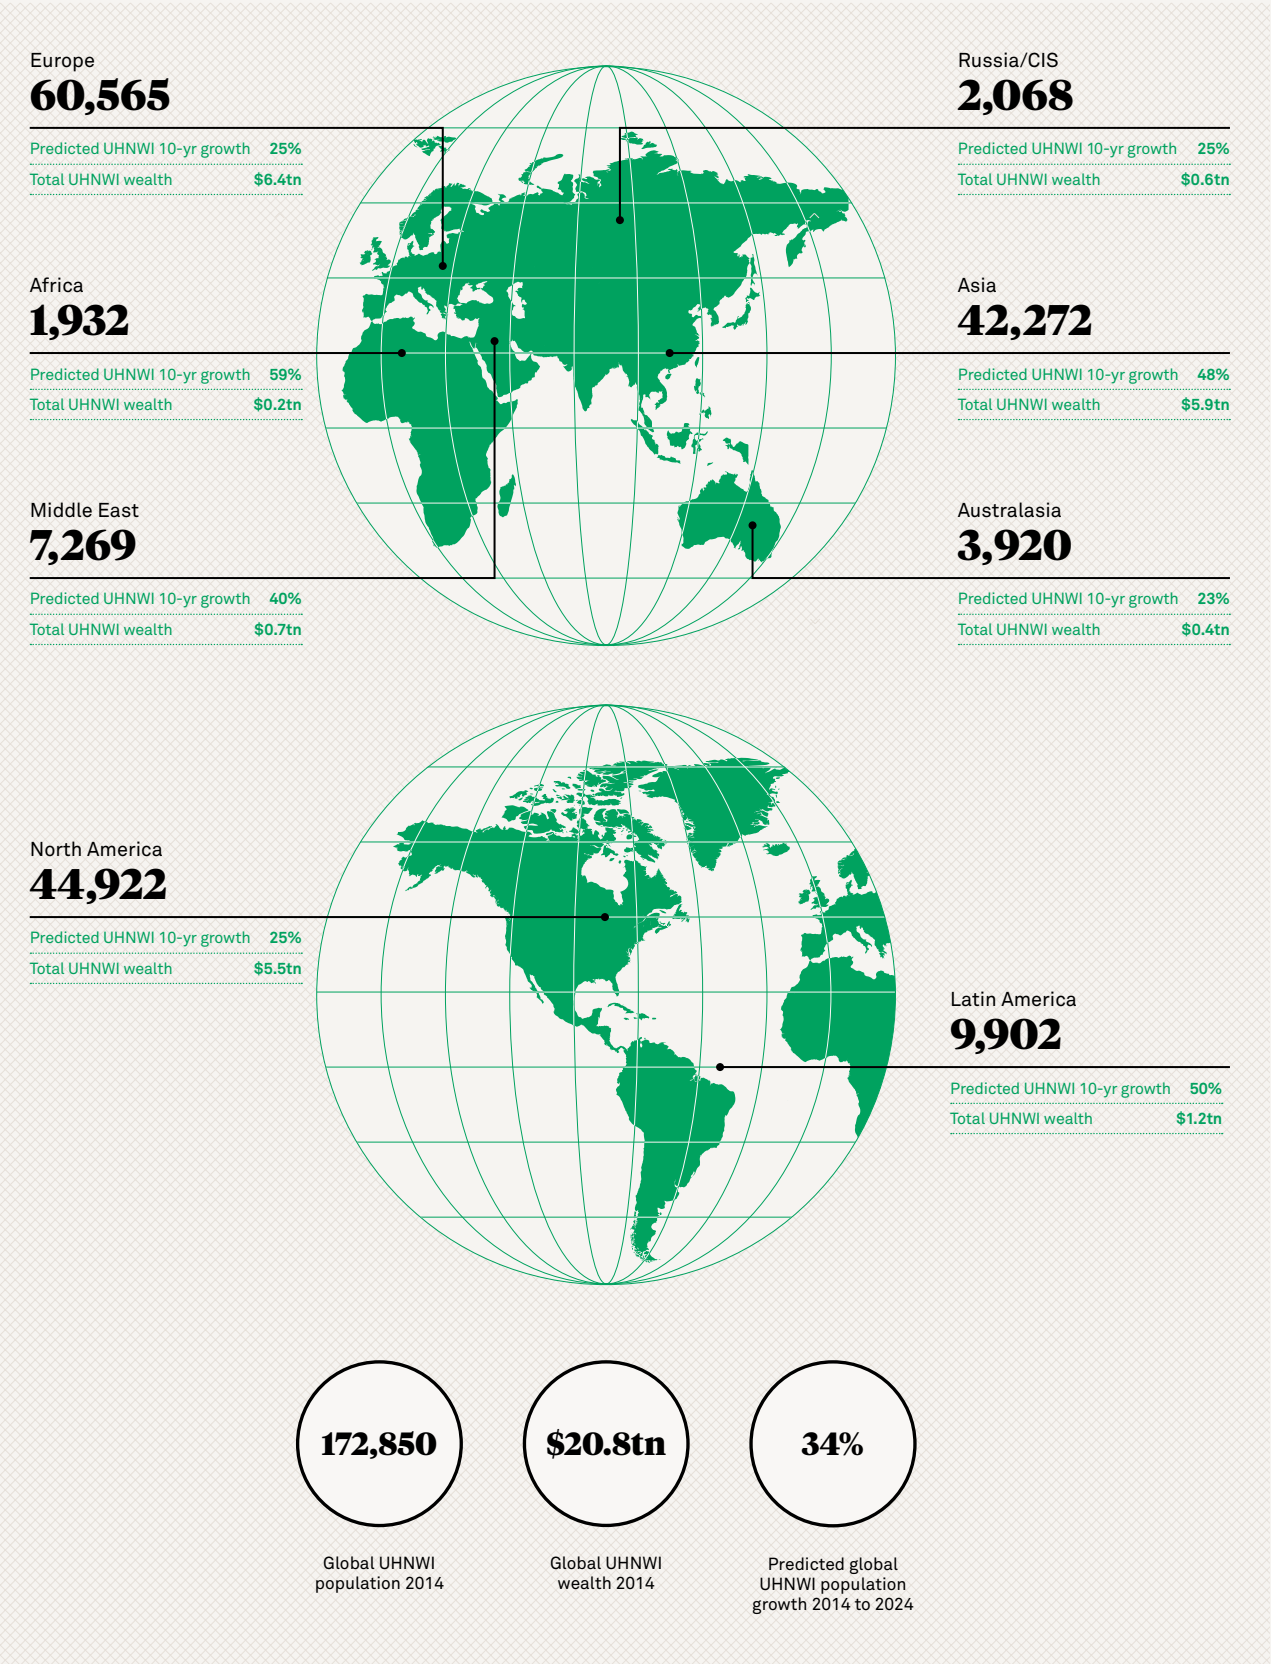 Europe
60,565
Predicted UHNWI 10-yr growth 25%
Total UHNWI wealth $6.4tn
Russia/CIS
2,068
Predicted UHNWI 10-yr growth 25%
Total UHNWI wealth $0.6tn
Africa
1,932
Predicted UHNWI 10-yr growth 59%
Total UHNWI wealth $0.2tn
Asia
42,272
Predicted UHNWI 10-yr growth 48%
Total UHNWI wealth $5.9tn
Middle East
7,269
Predicted UHNWI 10-yr growth 40%
Total UHNWI wealth $0.7tn
Australasia
3,920
Predicted UHNWI 10-yr growth 23%
Total UHNWI wealth $0.4tn
North America
44,922
Predicted UHNWI 10-yr growth 25%
Total UHNWI wealth $5.5tn
Latin America
9,902
Predicted UHNWI 10-yr growth 50%
Total UHNWI wealth $1.2tn
172,850
Global UHNWI
population 2014
$20.8tn
Global UHNWI
wealth 2014
34%
Predicted global
UHNWI population
growth 2014 to 2024